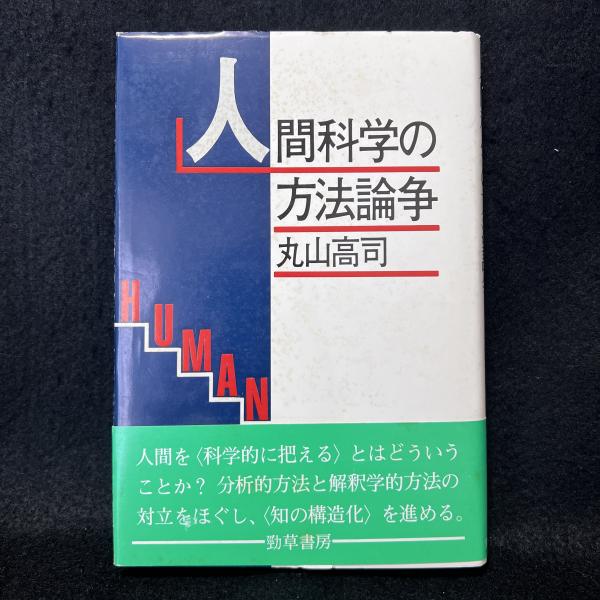 人間科学の
方法論争
丸山高司
HUMAN
人間を〈科学的に把える〉とはどういう
ことか？ 分析的方法と解釈学的方法の
対立をほぐし、〈知の構造化〉を進める。
勁草書房